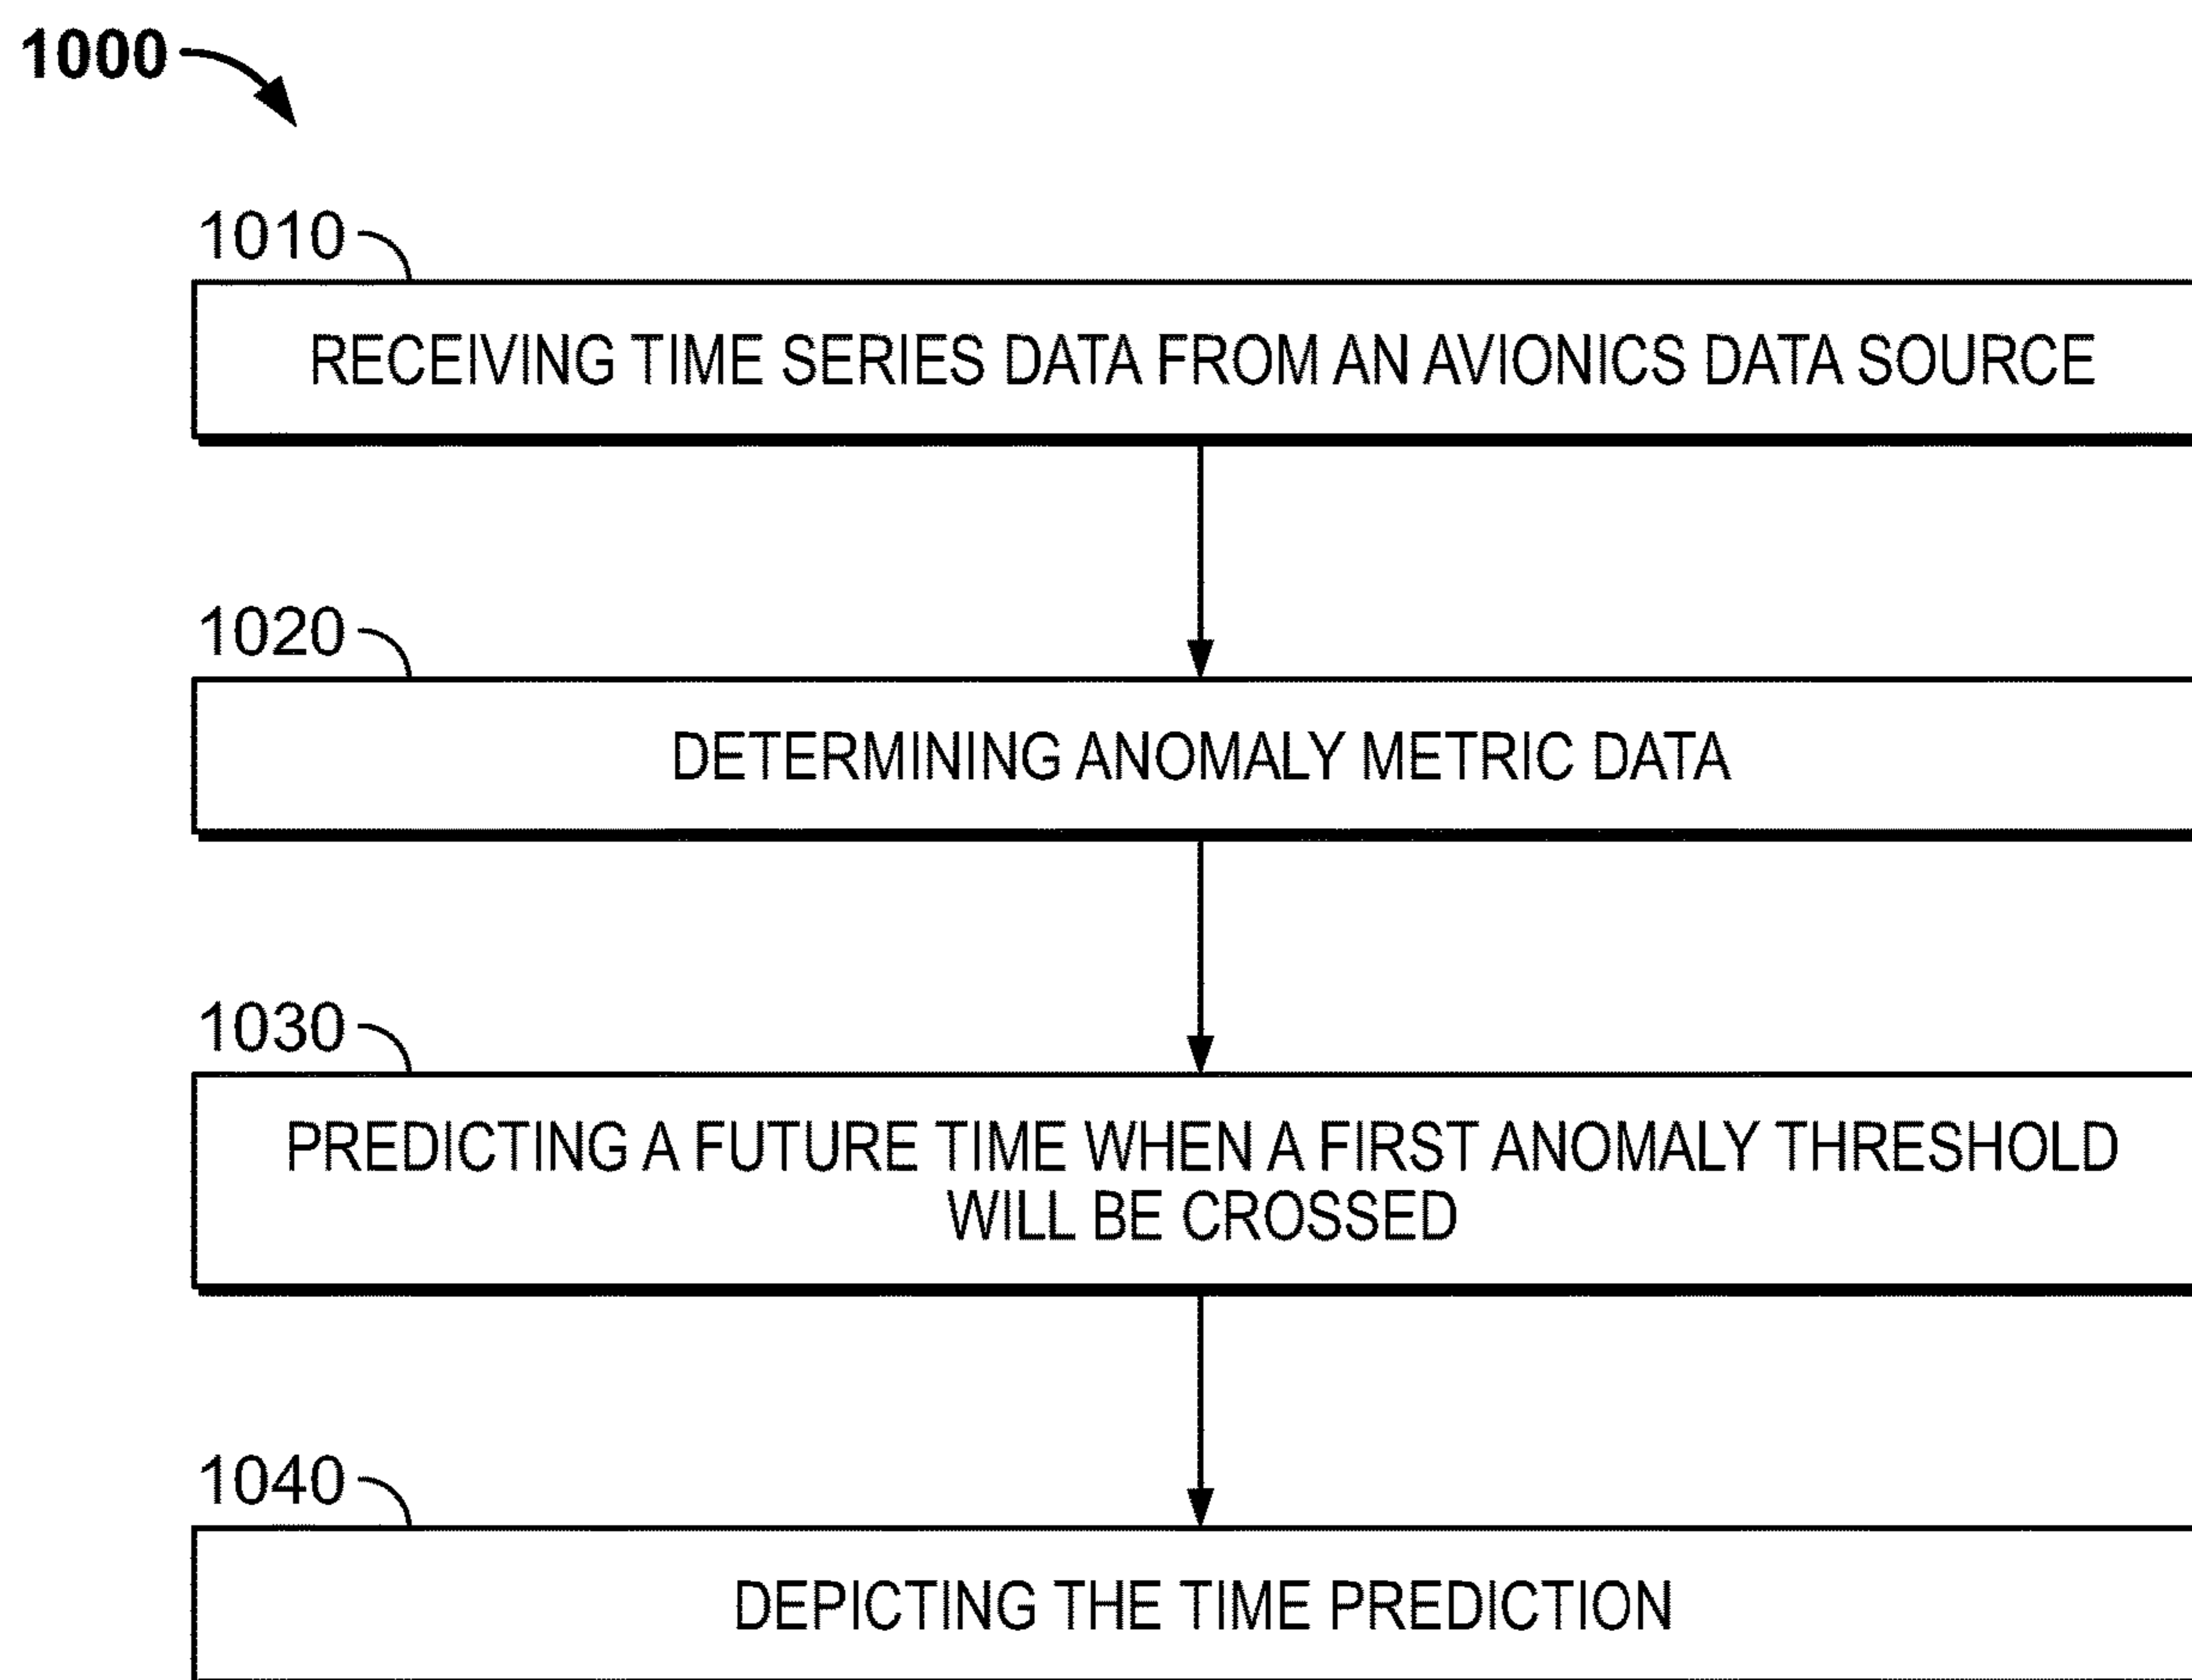 1000
1010
RECEIVING TIME SERIES DATA FROM AN AVIONICS DATA SOURCE
1020
DETERMINING ANOMALY METRIC DATA
1030
PREDICTING A FUTURE TIME WHEN A FIRST ANOMALY THRESHOLD
WILL BE CROSSED
1040
DEPICTING THE TIME PREDICTION